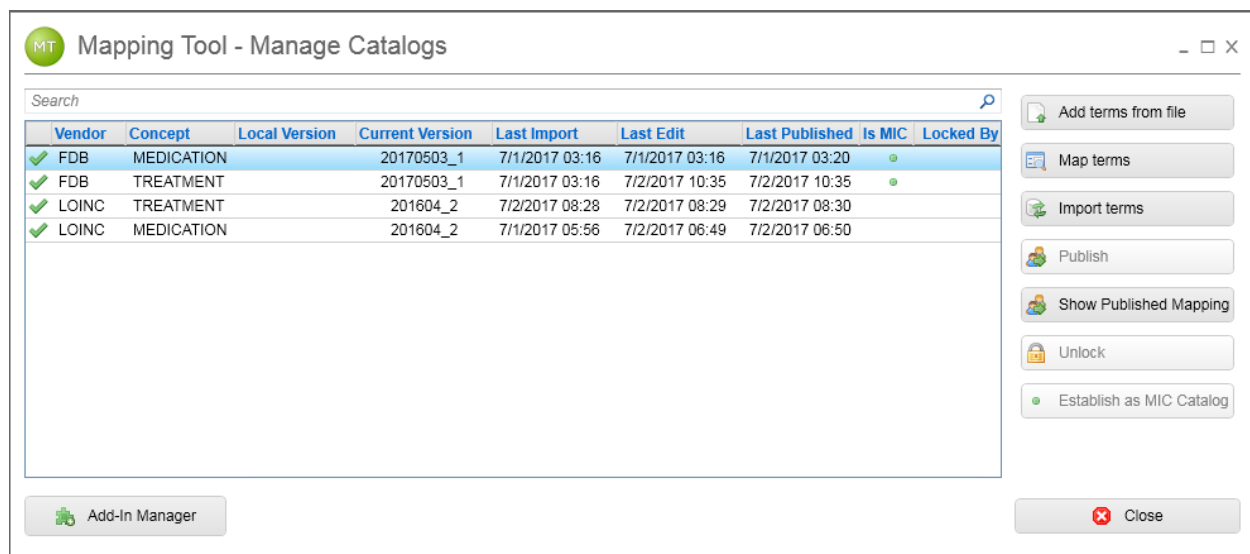 MT Mapping Tool - Manage Catalogs
Search
Vendor Concept Local Version Current Version Last Import Last Edit Last Published Is MIC Locked By
FDB MEDICATION 20170503_1 7/1/2017 03:16 7/1/2017 03:16 7/1/2017 03:20
FDB TREATMENT 20170503_1 7/1/2017 03:16 7/2/2017 10:35 7/2/2017 10:35
LOINC TREATMENT 201604_2 7/2/2017 08:28 7/2/2017 08:29 7/2/2017 08:30
LOINC MEDICATION 201604_2 7/1/2017 05:56 7/2/2017 06:49 7/2/2017 06:50
Add terms from file
Map terms
Import terms
Publish
Show Published Mapping
Unlock
Establish as MIC Catalog
Add-In Manager
Close